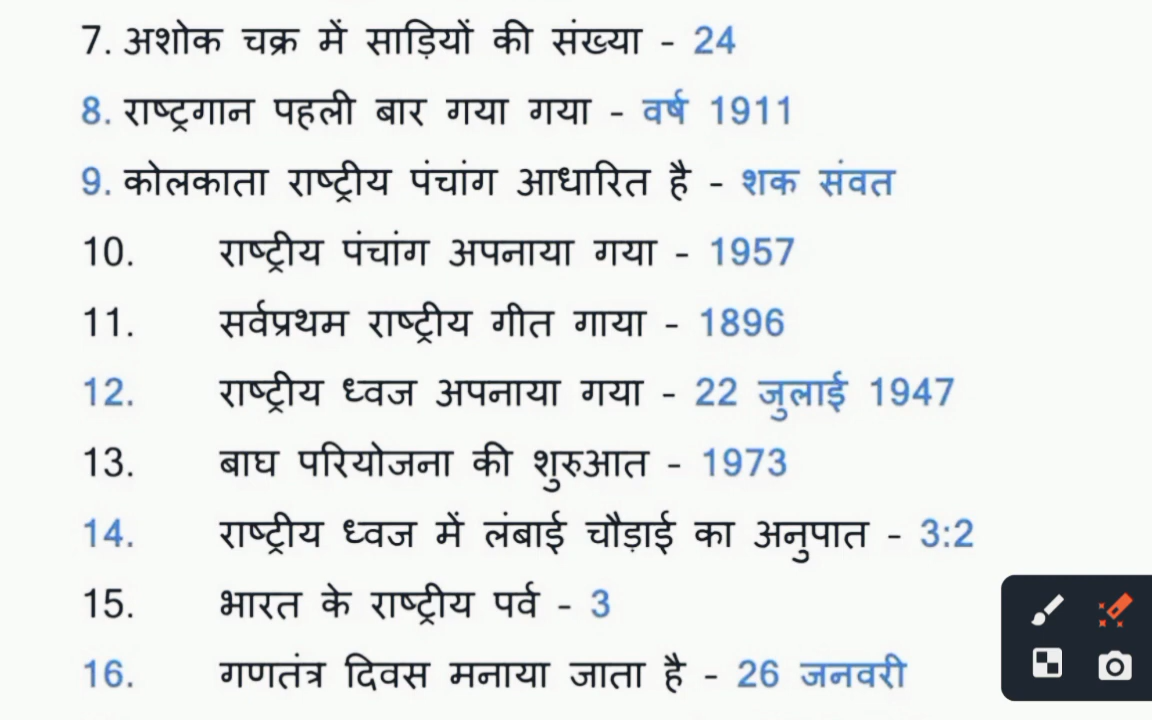 7. अशोक चक्र में साड़ियों की संख्या - 24
8. राष्ट्रगान पहली बार गया गया - वर्ष 1911
9. कोलकाता राष्ट्रीय पंचांग आधारित है - शक संवत
10. राष्ट्रीय पंचांग अपनाया गया - 1957
11. सर्वप्रथम राष्ट्रीय गीत गाया - 1896
12. राष्ट्रीय ध्वज अपनाया गया - 22 जुलाई 1947
13. बाघ परियोजना की शुरुआत - 1973
14. राष्ट्रीय ध्वज में लंबाई चौड़ाई का अनुपात - 3:2
15. भारत के राष्ट्रीय पर्व - 3
16. गणतंत्र दिवस मनाया जाता है - 26 जनवरी